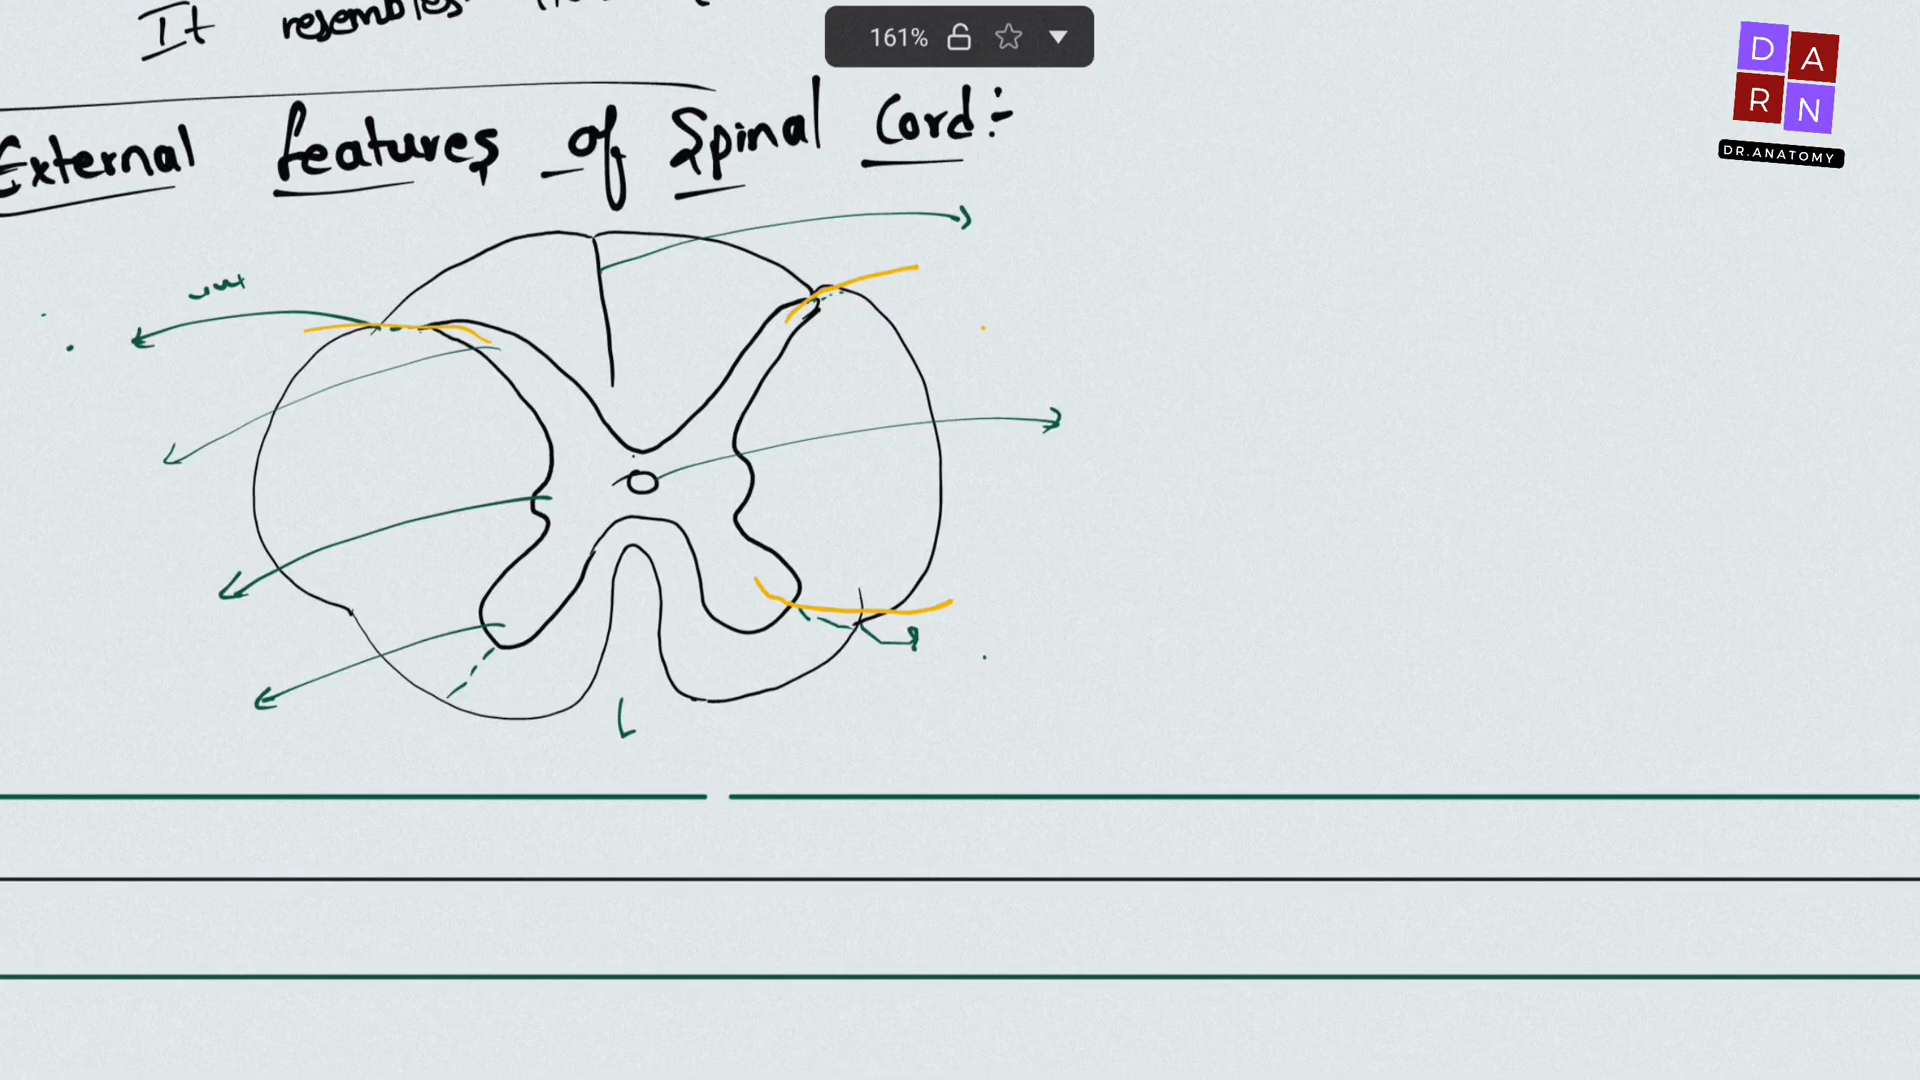 It resembles
161%
External features of Spinal Cord :-
D A
R N
DR.ANATOMY